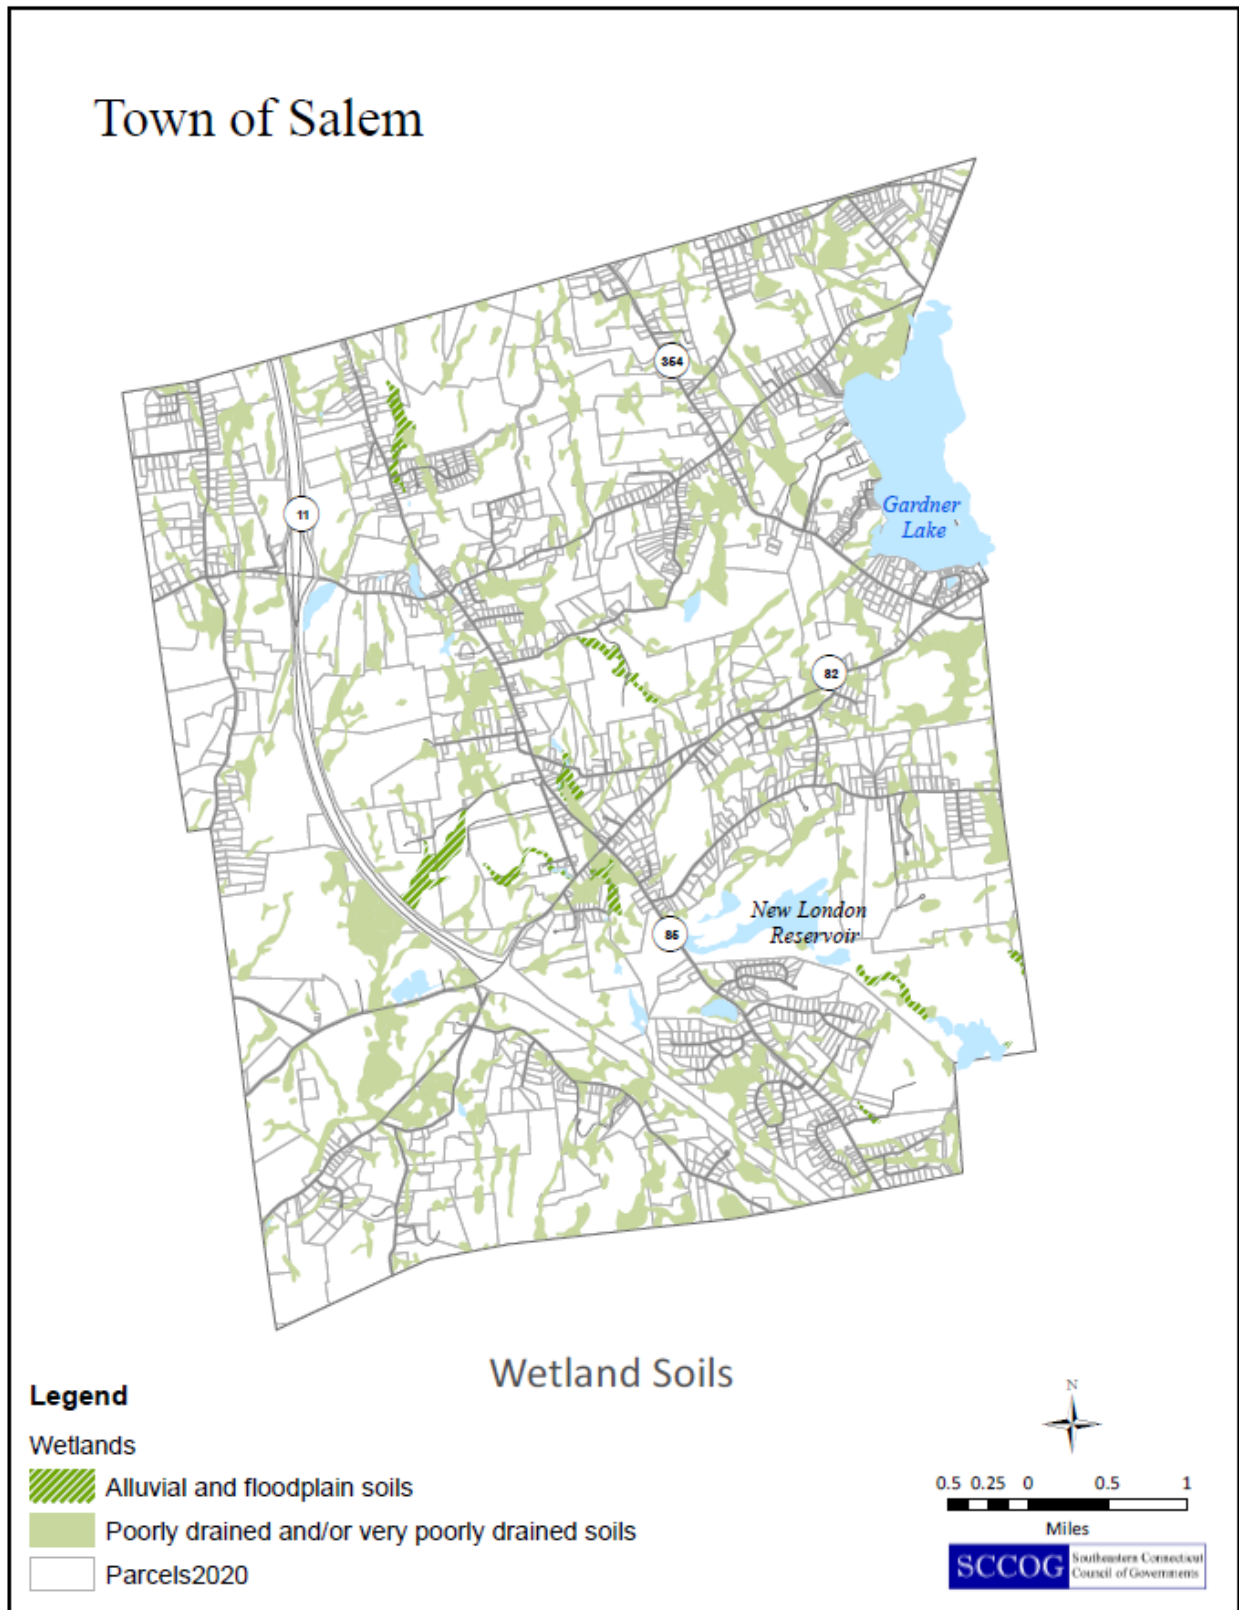 Town of Salem
354
11
Gardner
Lake
82
New London
Reservoir
85
Wetland Soils
Legend
Wetlands
Alluvial and floodplain soils
Poorly drained and/or very poorly drained soils
Parcels2020
N
0.5 0.25 0 0.5 1
Miles
SCCOG
Southeastern Connecticut
Council of Governments